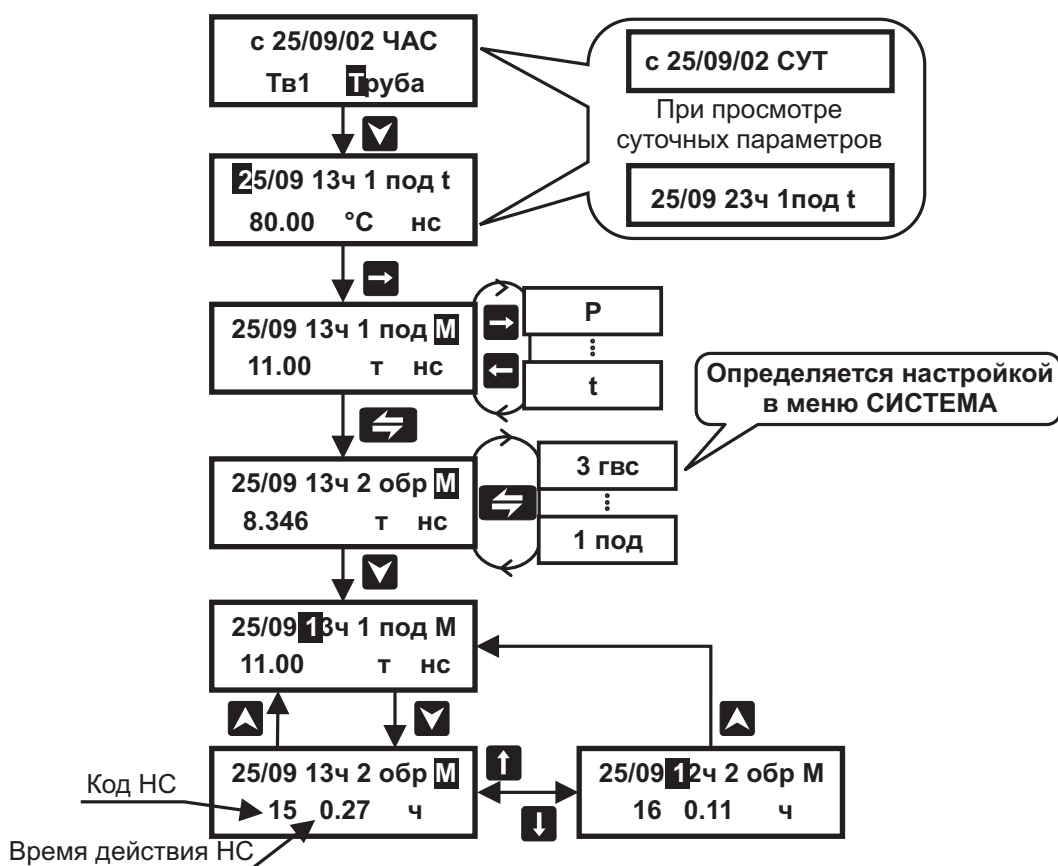 с 25/09/02 ЧАС
Тв1 Труба
с 25/09/02 СУТ
При просмотре
суточных параметров
25/09 23ч 1под t
25/09 13ч 1 под t
80.00 °С нс
25/09 13ч 1 под М
11.00 т нс
Р
t
Определяется настройкой
в меню СИСТЕМА
25/09 13ч 2 обр М
8.346 т нс
3 гвс
1 под
25/09 13ч 1 под М
11.00 т нс
25/09 13ч 2 обр М
15 0.27 ч
25/09 12ч 2 обр М
16 0.11 ч
Код НС
Время действия НС